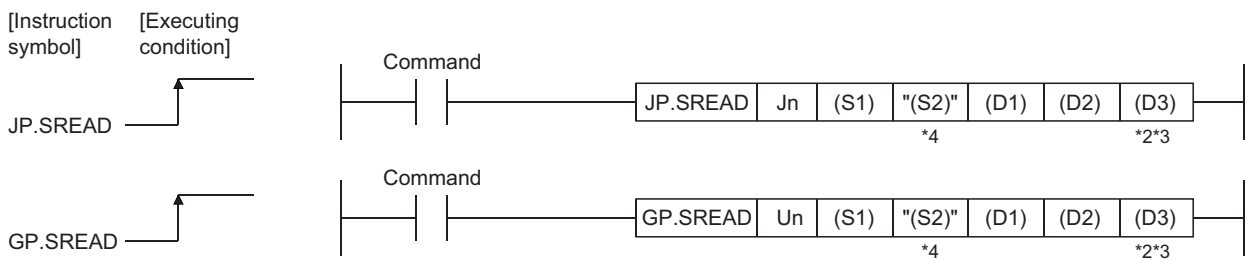 [Instruction symbol] [Executing condition]
Command
JP.SREAD
JP.SREAD Jn (S1) "(S2)" (D1) (D2) (D3)
*4 *2*3
Command
GP.SREAD
GP.SREAD Un (S1) "(S2)" (D1) (D2) (D3)
*4 *2*3